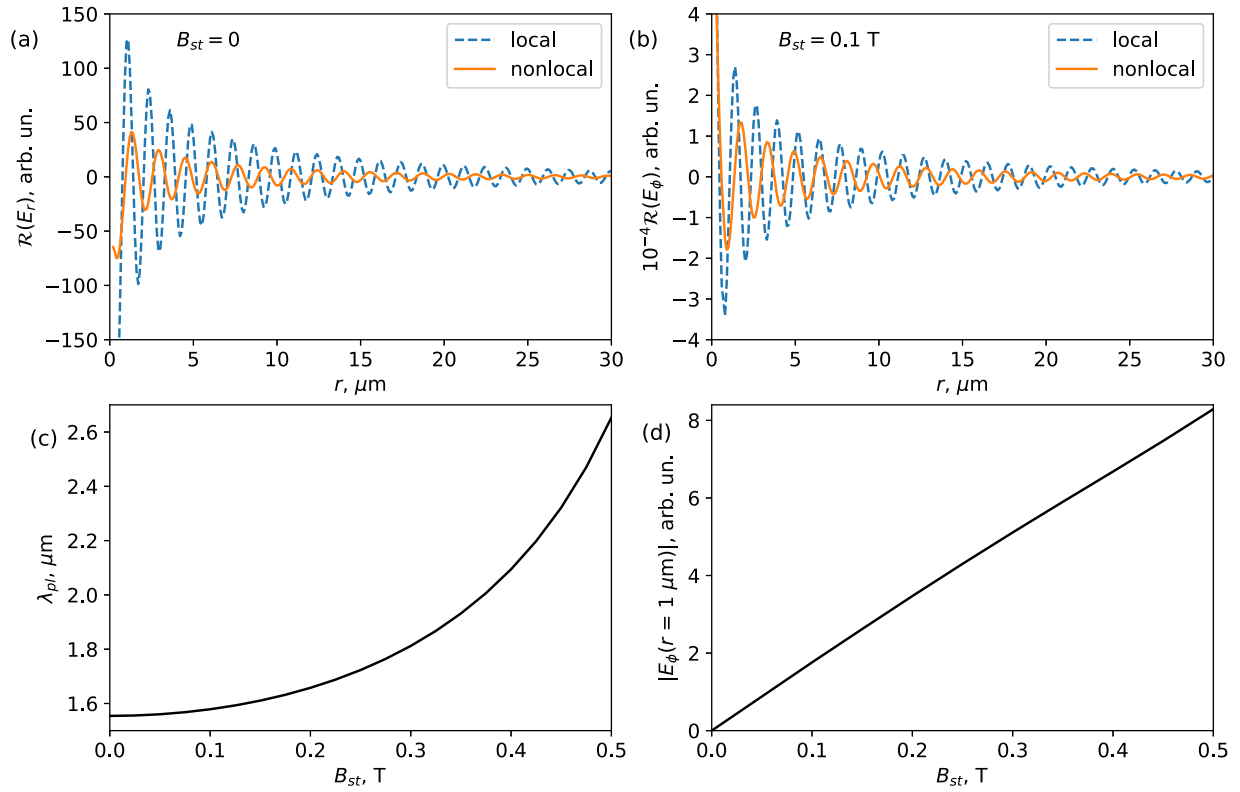 (a)
B_st = 0
local
nonlocal
150
100
50
0
−50
−100
−150
ℛ(E_r), arb. un.
0 5 10 15 20 25 30
r, μm
(b)
B_st = 0.1 T
local
nonlocal
4
3
2
1
0
−1
−2
−3
−4
10⁻⁴ℛ(E_ϕ), arb. un.
0 5 10 15 20 25 30
r, μm
(c)
2.6
2.4
2.2
2.0
1.8
1.6
λ_pl, μm
0.0 0.1 0.2 0.3 0.4 0.5
B_st, T
(d)
8
6
4
2
0
|E_ϕ(r = 1 μm)|, arb. un.
0.0 0.1 0.2 0.3 0.4 0.5
B_st, T